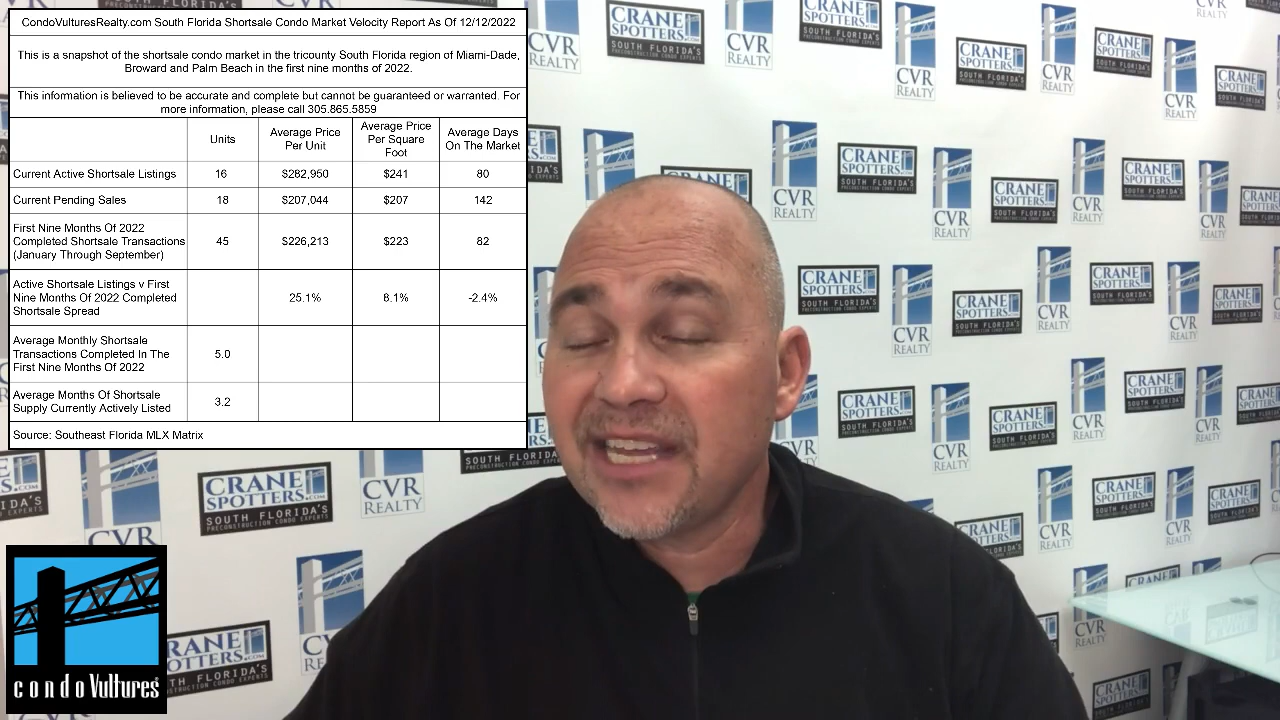 CondoVulturesRealty.com South Florida Shortsale Condo Market Velocity Report As Of 12/12/2022
This is a snapshot of the shortsale condo market in the tricounty South Florida region of Miami-Dade,
Broward and Palm Beach in the first nine months of 2022
This information is believed to be accurate and complete but cannot be guaranteed or warranted. For
more information, please call 305.865.5859
Units
Average Price Per Unit
Average Price Per Square Foot
Average Days On The Market
Current Active Shortsale Listings 16 $282,960 $241 80
Current Pending Sales 18 $207,044 $207 72
First Nine Months Of 2022
Completed Shortsale Transactions 45 $226,213 $223 82
(January Through September)
Active Shortsale Listings v First
Nine Months Of 2022 Completed 25.1% 8.1% -2.4%
Shortsale Spread
Average Monthly Shortsale
Transactions Completed In The 5.0
First Nine Months Of 2022
Average Months Of Shortsale
Supply Currently Actively Listed 3.2
Source: Southeast Florida MLX Matrix
CRANE
SPOTTERS.COM
SOUTH FLORIDA'S
PRECONSTRUCTION CONDO EXPERTS
CVR
REALTY
condoVultures